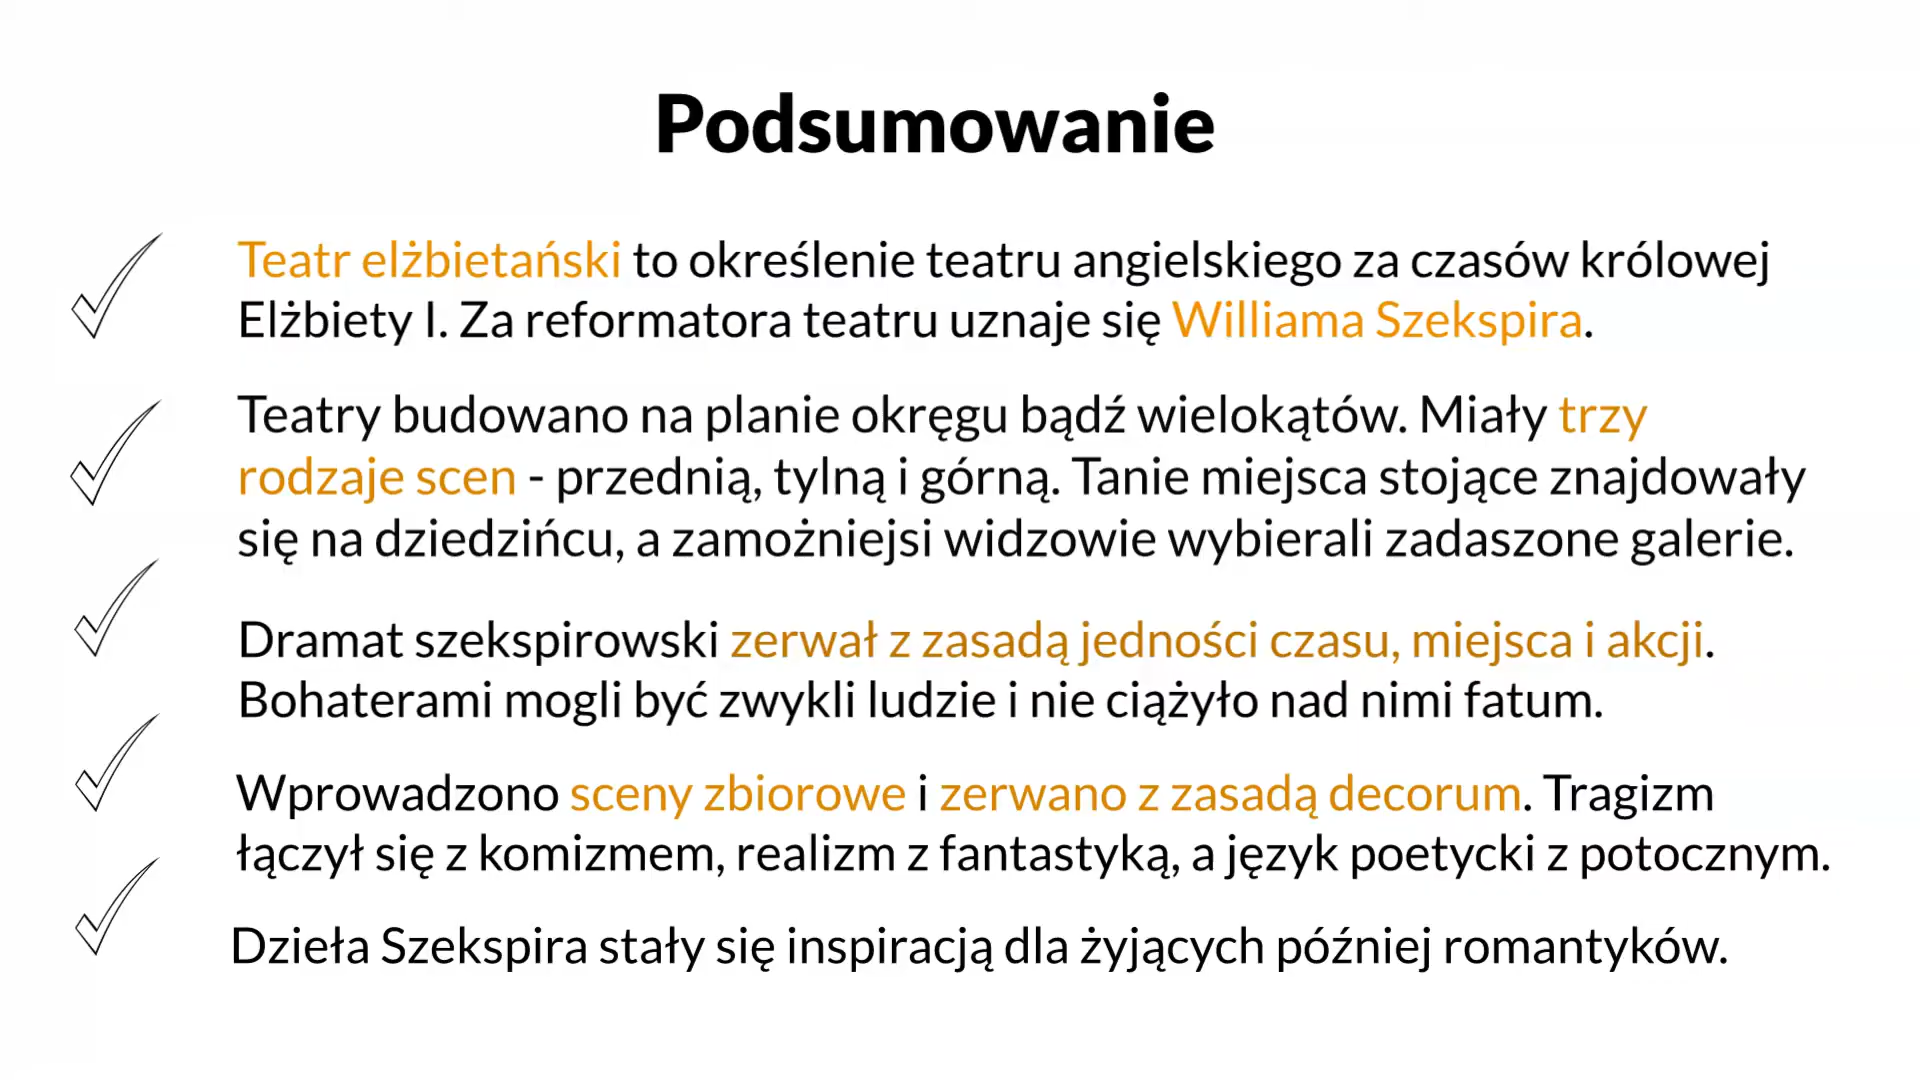 Podsumowanie
Teatr elżbietański to określenie teatru angielskiego za czasów królowej
Elżbiety I. Za reformatora teatru uznaje się Williama Szekspira.
Teatry budowano na planie okręgu bądź wielokątów. Miały trzy
rodzaje scen - przednią, tylną i górną. Tanie miejsca stojące znajdowały
się na dziedzińcu, a zamożniejsi widzowie wybierali zadaszone galerie.
Dramat szekspirowski zerwał z zasadą jedności czasu, miejsca i akcji.
Bohaterami mogli być zwykli ludzie i nie ciążyło nad nimi fatum.
Wprowadzono sceny zbiorowe i zerwano z zasadą decorum. Tragizm
łączył się z komizmem, realizm z fantastyką, a język poetycki z potocznym.
Dzieła Szekspira stały się inspiracją dla żyjących później romantyków.